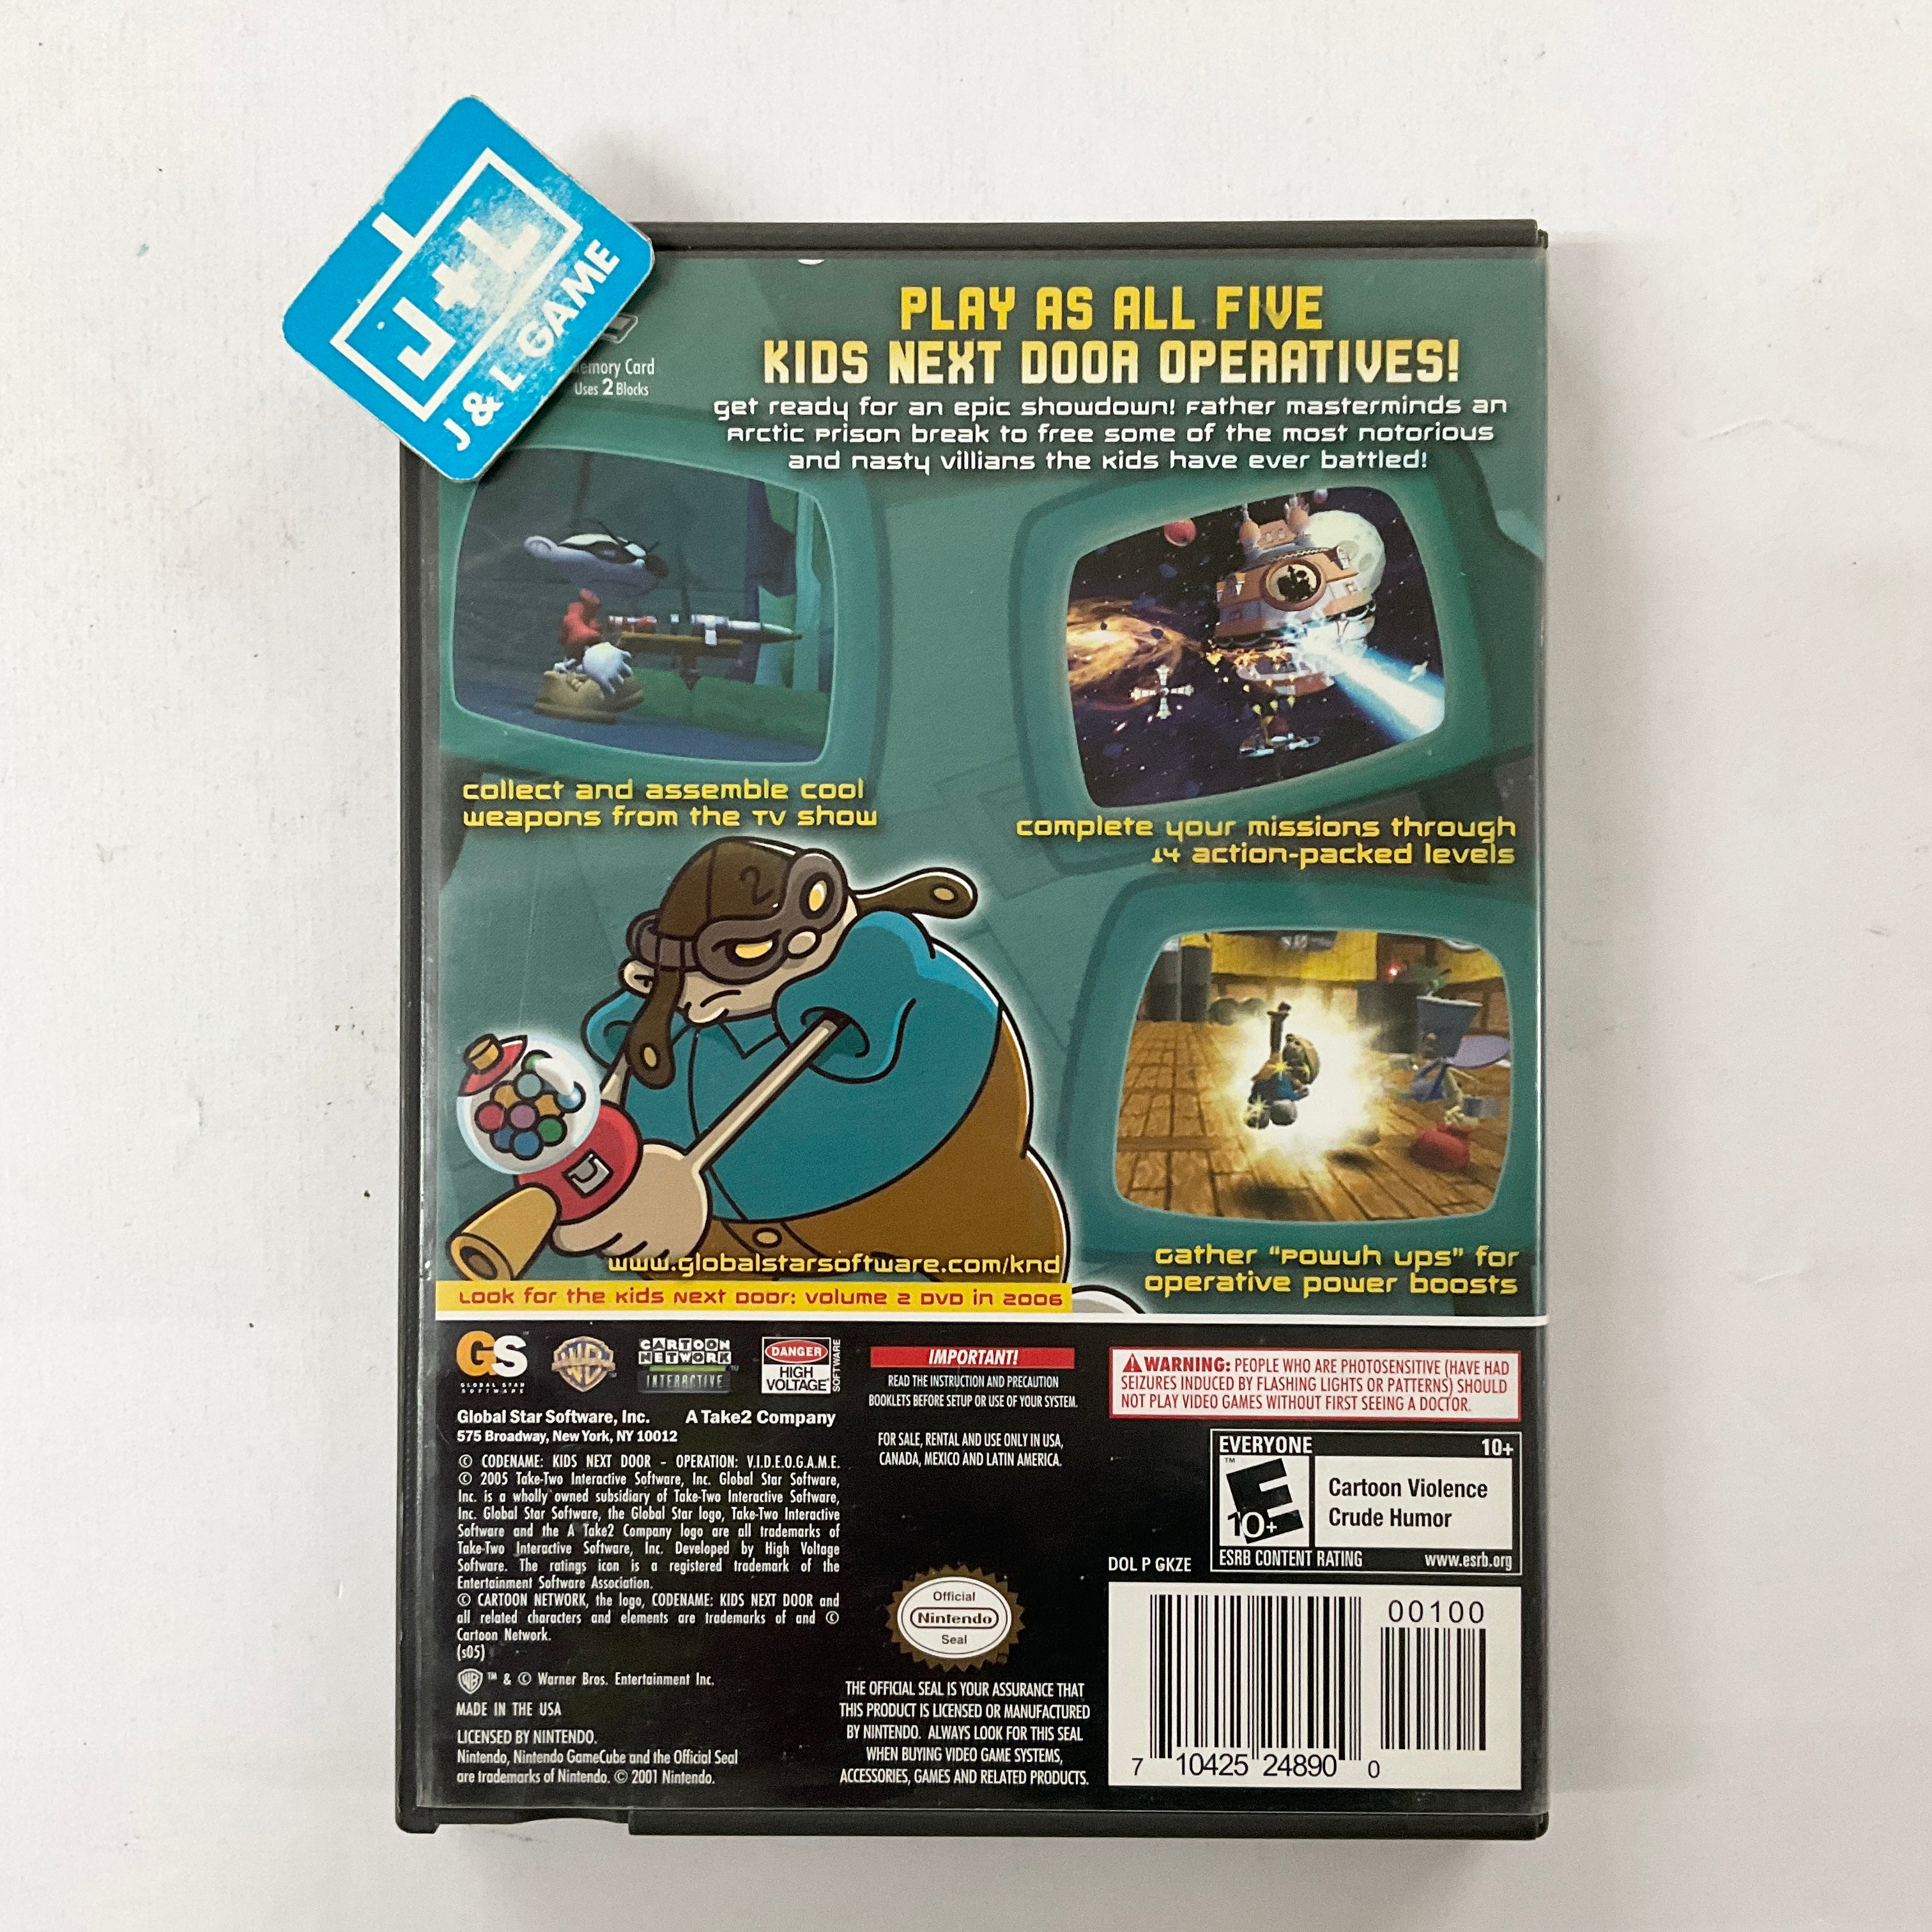 J+L
J & L GAME
Memory Card
Uses 2 Blocks
PLAY AS ALL FIVE
KIDS NEXT DOOR OPERATIVES!
Get ready for an epic showdown! Father masterminds an
Arctic Prison break to free some of the most notorious
and nasty villians the Kids have ever battled!
Collect and assemble cool
weapons from the TV show
Complete your missions through
14 action-packed levels
2
Gather "Powuh Ups" for
operative power boosts
www.globalstarsoftware.com/knd
Look for the Kids Next Door: Volume 2 DVD in 2006
GS
GLOBAL STAR
SOFTWARE
WB
CARTOON
NETWORK
INTERACTIVE
DANGER
HIGH
VOLTAGE
SOFTWARE
Global Star Software, Inc. A Take2 Company
575 Broadway, New York, NY 10012
© CODENAME: KIDS NEXT DOOR - OPERATION: V.I.D.E.O.G.A.M.E.
© 2005 Take-Two Interactive Software, Inc. Global Star Software,
Inc. is a wholly owned subsidiary of Take-Two Interactive Software,
Inc. Global Star Software, the Global Star logo, Take-Two Interactive
Software and the A Take2 Company logo are all trademarks of
Take-Two Interactive Software, Inc. Developed by High Voltage
Software. The ratings icon is a registered trademark of the
Entertainment Software Association.
© CARTOON NETWORK, the logo, CODENAME: KIDS NEXT DOOR and
all related characters and elements are trademarks of and ©
Cartoon Network.
(s05)
WB ™ & © Warner Bros. Entertainment Inc.
MADE IN THE USA
LICENSED BY NINTENDO.
Nintendo, Nintendo GameCube and the Official Seal
are trademarks of Nintendo. © 2001 Nintendo.
IMPORTANT!
READ THE INSTRUCTION AND PRECAUTION
BOOKLETS BEFORE SETUP OR USE OF YOUR SYSTEM.
FOR SALE, RENTAL AND USE ONLY IN USA,
CANADA, MEXICO AND LATIN AMERICA.
Official
Nintendo
Seal
THE OFFICIAL SEAL IS YOUR ASSURANCE THAT
THIS PRODUCT IS LICENSED OR MANUFACTURED
BY NINTENDO. ALWAYS LOOK FOR THIS SEAL
WHEN BUYING VIDEO GAME SYSTEMS,
ACCESSORIES, GAMES AND RELATED PRODUCTS.
WARNING: PEOPLE WHO ARE PHOTOSENSITIVE (HAVE HAD
SEIZURES INDUCED BY FLASHING LIGHTS OR PATTERNS) SHOULD
NOT PLAY VIDEO GAMES WITHOUT FIRST SEEING A DOCTOR.
EVERYONE 10+
E
10+
Cartoon Violence
Crude Humor
ESRB CONTENT RATING www.esrb.org
DOL P GKZE
00100
7 10425 24890 0